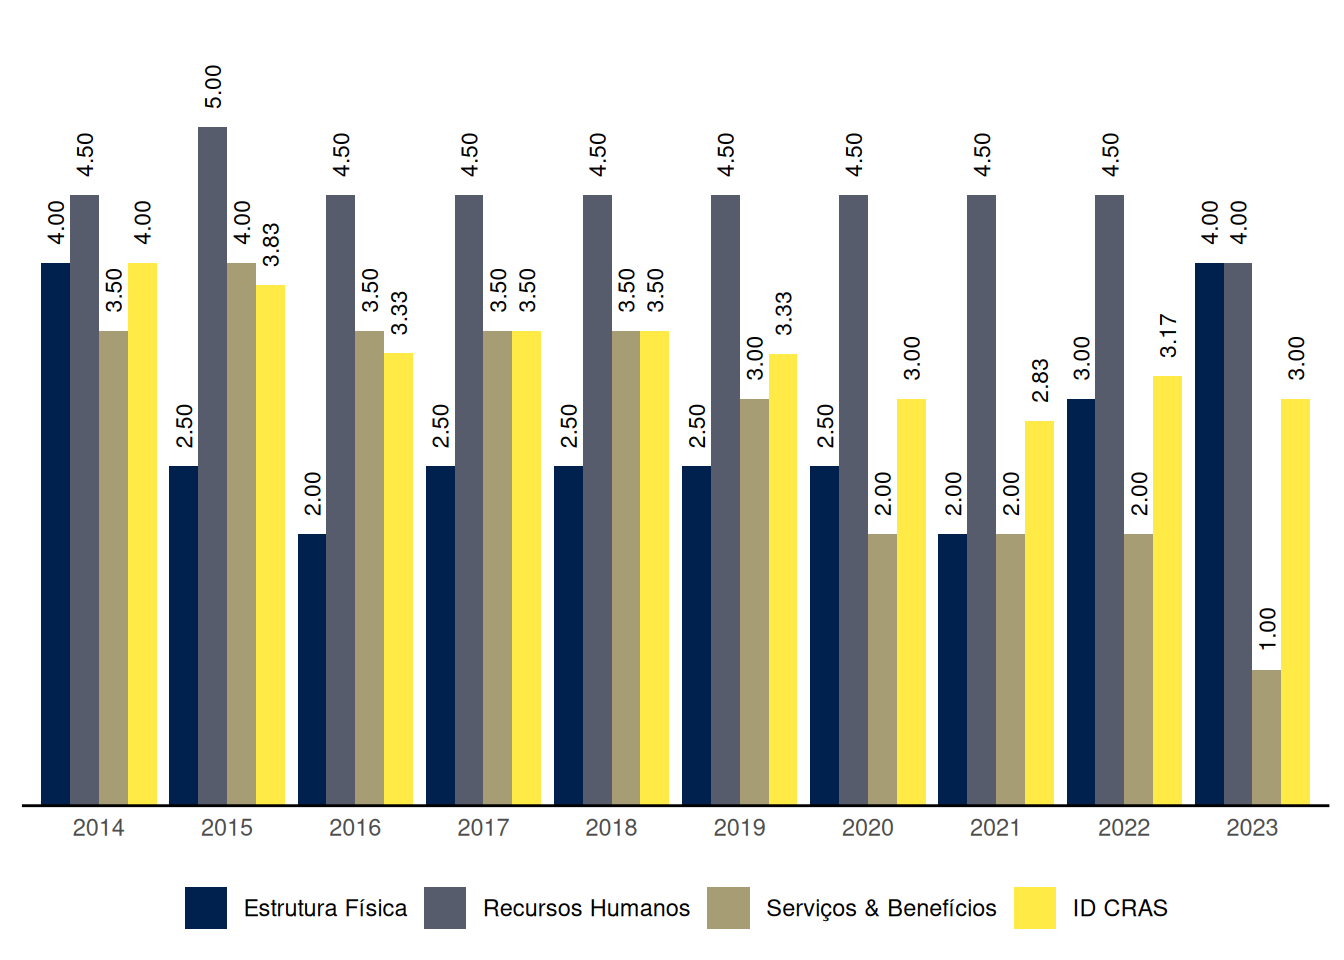 4.00 4.50 3.50 4.00
2.50 5.00 4.00 3.83
2.00 4.50 3.50 3.33
2.50 4.50 3.50 3.50
2.50 4.50 3.50 3.50
2.50 4.50 3.00 3.33
2.50 4.50 2.00 3.00
2.00 4.50 2.00 2.83
3.00 4.50 2.00 3.17
4.00 4.00 1.00 3.00
2014 2015 2016 2017 2018 2019 2020 2021 2022 2023
Estrutura Física Recursos Humanos Serviços & Benefícios ID CRAS